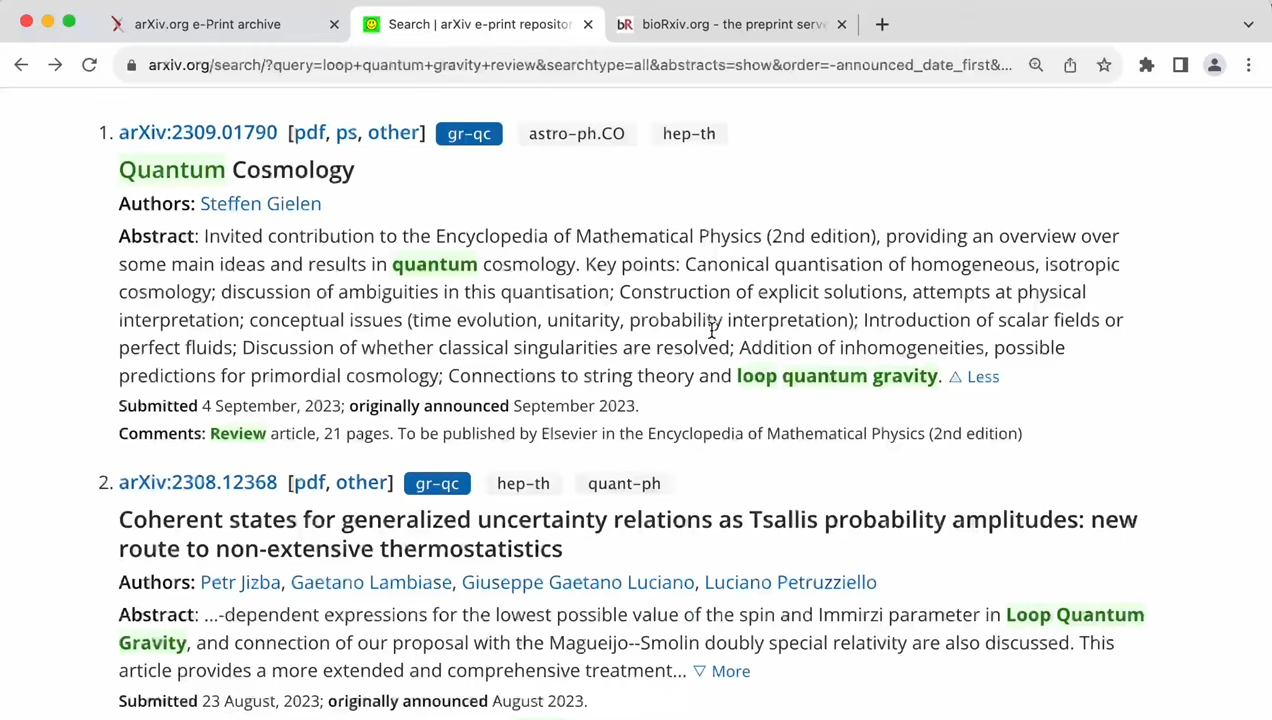 arXiv.org e-Print archive
Search | arXiv e-print repositor
bR bioRxiv.org - the preprint serve
arxiv.org/search/?query=loop+quantum+gravity+review&searchtype=all&abstracts=show&order=-announced_date_first&...
1. arXiv:2309.01790 [pdf, ps, other] gr-qc astro-ph.CO hep-th
Quantum Cosmology
Authors: Steffen Gielen
Abstract: Invited contribution to the Encyclopedia of Mathematical Physics (2nd edition), providing an overview over
some main ideas and results in quantum cosmology. Key points: Canonical quantisation of homogeneous, isotropic
cosmology; discussion of ambiguities in this quantisation; Construction of explicit solutions, attempts at physical
interpretation; conceptual issues (time evolution, unitarity, probability interpretation); Introduction of scalar fields or
perfect fluids; Discussion of whether classical singularities are resolved; Addition of inhomogeneities, possible
predictions for primordial cosmology; Connections to string theory and loop quantum gravity. △ Less
Submitted 4 September, 2023; originally announced September 2023.
Comments: Review article, 21 pages. To be published by Elsevier in the Encyclopedia of Mathematical Physics (2nd edition)
2. arXiv:2308.12368 [pdf, other] gr-qc hep-th quant-ph
Coherent states for generalized uncertainty relations as Tsallis probability amplitudes: new
route to non-extensive thermostatistics
Authors: Petr Jizba, Gaetano Lambiase, Giuseppe Gaetano Luciano, Luciano Petruzziello
Abstract: ...-dependent expressions for the lowest possible value of the spin and Immirzi parameter in Loop Quantum
Gravity, and connection of our proposal with the Magueijo--Smolin doubly special relativity are also discussed. This
article provides a more extended and comprehensive treatment... ▽ More
Submitted 23 August, 2023; originally announced August 2023.